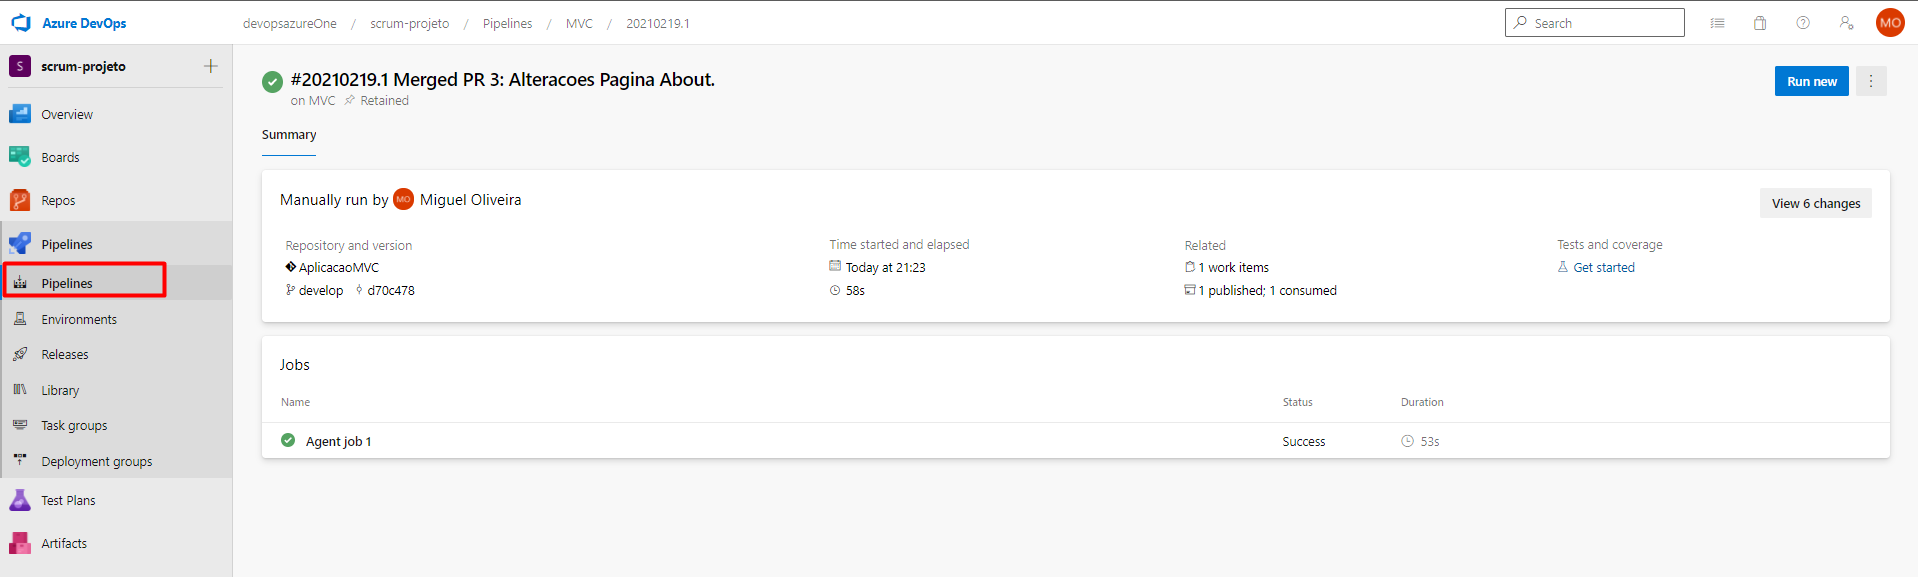 Azure DevOps
devopsazureOne / scrum-projeto / Pipelines / MVC / 20210219.1
Search
MO
S scrum-projeto
Overview
Boards
Repos
Pipelines
Pipelines
Environments
Releases
Library
Task groups
Deployment groups
Test Plans
Artifacts
#20210219.1 Merged PR 3: Alteracoes Pagina About.
on MVC Retained
Run new
Summary
Manually run by MO Miguel Oliveira
View 6 changes
Repository and version
AplicacaoMVC
develop d70c478
Time started and elapsed
Today at 21:23
58s
Related
1 work items
1 published; 1 consumed
Tests and coverage
Get started
Jobs
Name Status Duration
Agent job 1 Success 53s